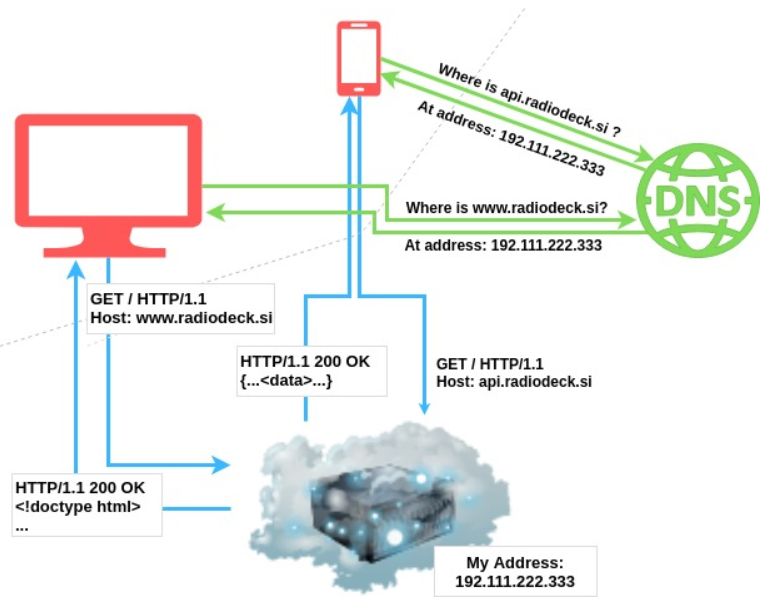 Where is api.radiodeck.si ?
At address: 192.111.222.333
DNS
Where is www.radiodeck.si?
At address: 192.111.222.333
GET / HTTP/1.1
Host: www.radiodeck.si
HTTP/1.1 200 OK
{...<data>...}
GET / HTTP/1.1
Host: api.radiodeck.si
HTTP/1.1 200 OK
<!doctype html>
...
My Address:
192.111.222.333